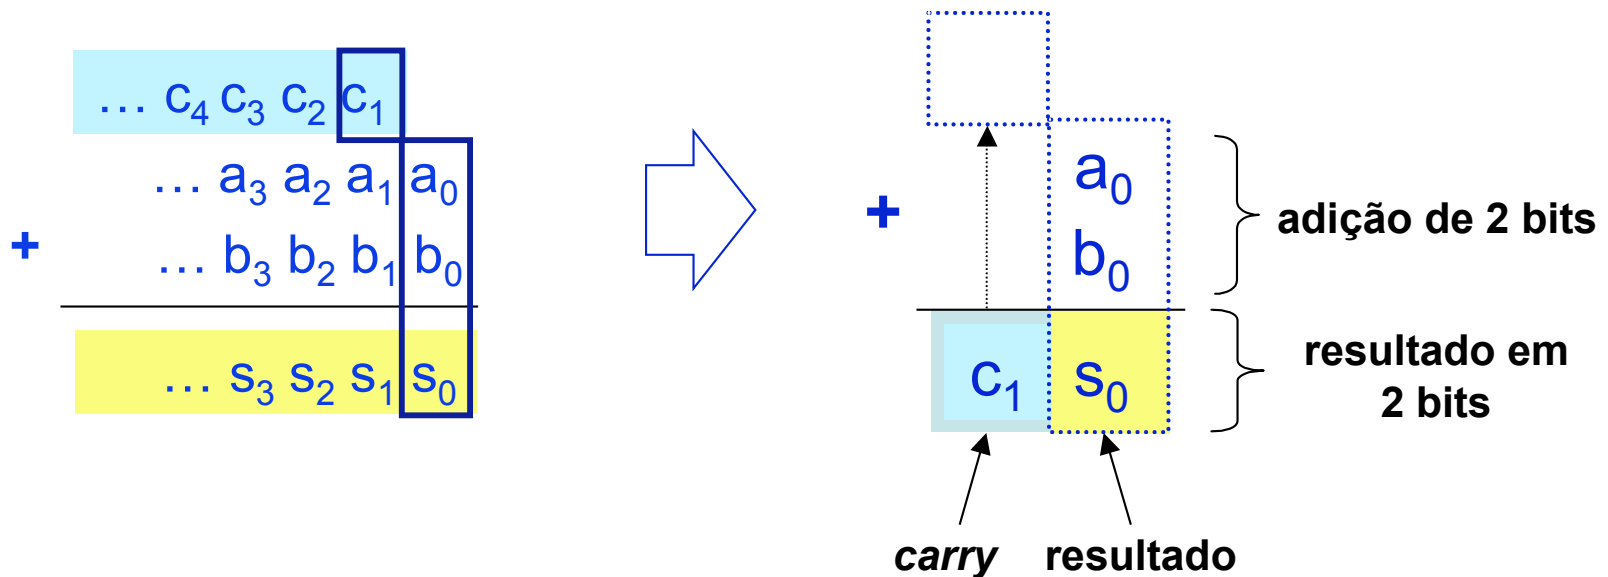 … c₄ c₃ c₂ c₁
… a₃ a₂ a₁ a₀
+ … b₃ b₂ b₁ b₀
… s₃ s₂ s₁ s₀
a₀
+
b₀
adição de 2 bits
c₁ s₀
resultado em
2 bits
carry resultado